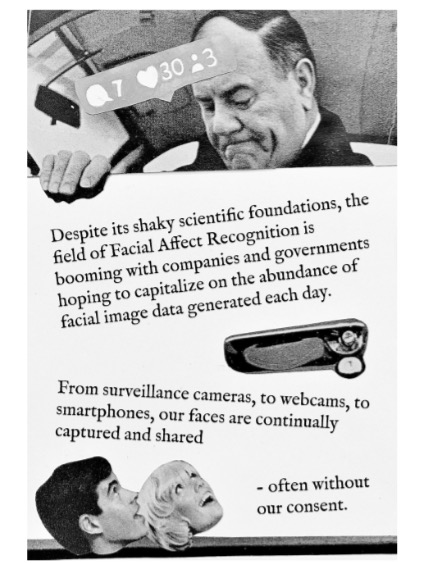 7 30 3
Despite its shaky scientific foundations, the
field of Facial Affect Recognition is
booming with companies and governments
hoping to capitalize on the abundance of
facial image data generated each day.
From surveillance cameras, to webcams, to
smartphones, our faces are continually
captured and shared
- often without
our consent.